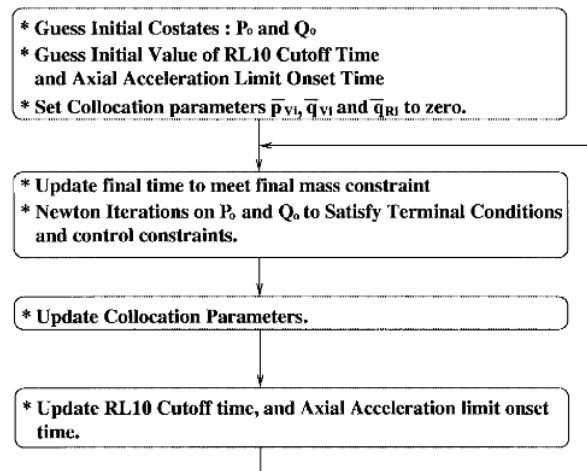 * Guess Initial Costates : P₀ and Q₀
* Guess Initial Value of RL10 Cutoff Time
and Axial Acceleration Limit Onset Time
* Set Collocation parameters p̅Vi, q̅Vi and q̅Ri to zero.
* Update final time to meet final mass constraint
* Newton Iterations on P₀ and Q₀ to Satisfy Terminal Conditions
and control constraints.
* Update Collocation Parameters.
* Update RL10 Cutoff time, and Axial Acceleration limit onset
time.